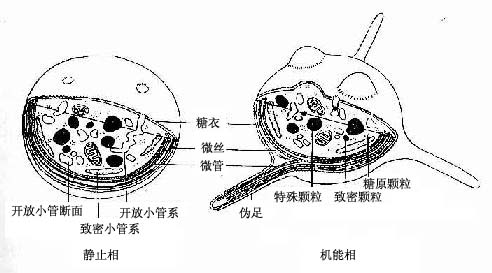 糖衣
微丝
微管
糖原颗粒
特殊颗粒 致密颗粒
开放小管断面 开放小管系 伪足
致密小管系
静止相 机能相